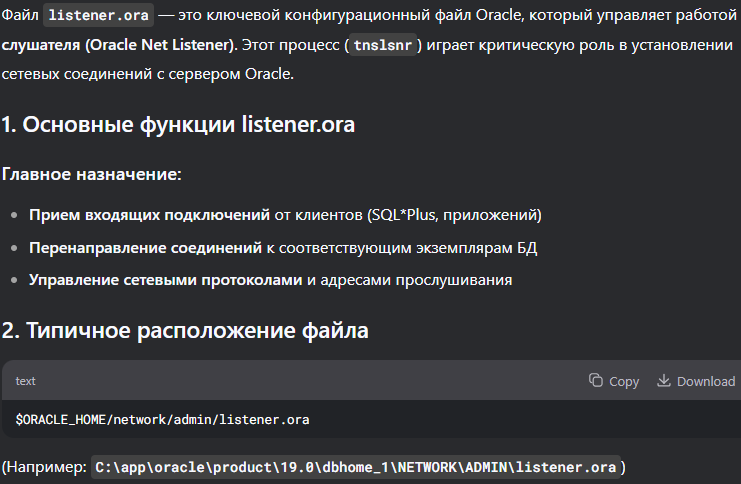 Файл listener.ora — это ключевой конфигурационный файл Oracle, который управляет работой
слушателя (Oracle Net Listener). Этот процесс (tnslsnr) играет критическую роль в установлении
сетевых соединений с сервером Oracle.
1. Основные функции listener.ora
Главное назначение:
• Прием входящих подключений от клиентов (SQL*Plus, приложений)
• Перенаправление соединений к соответствующим экземплярам БД
• Управление сетевыми протоколами и адресами прослушивания
2. Типичное расположение файла
text Copy Download
$ORACLE_HOME/network/admin/listener.ora
(Например: C:\app\oracle\product\19.0\dbhome_1\NETWORK\ADMIN\listener.ora)